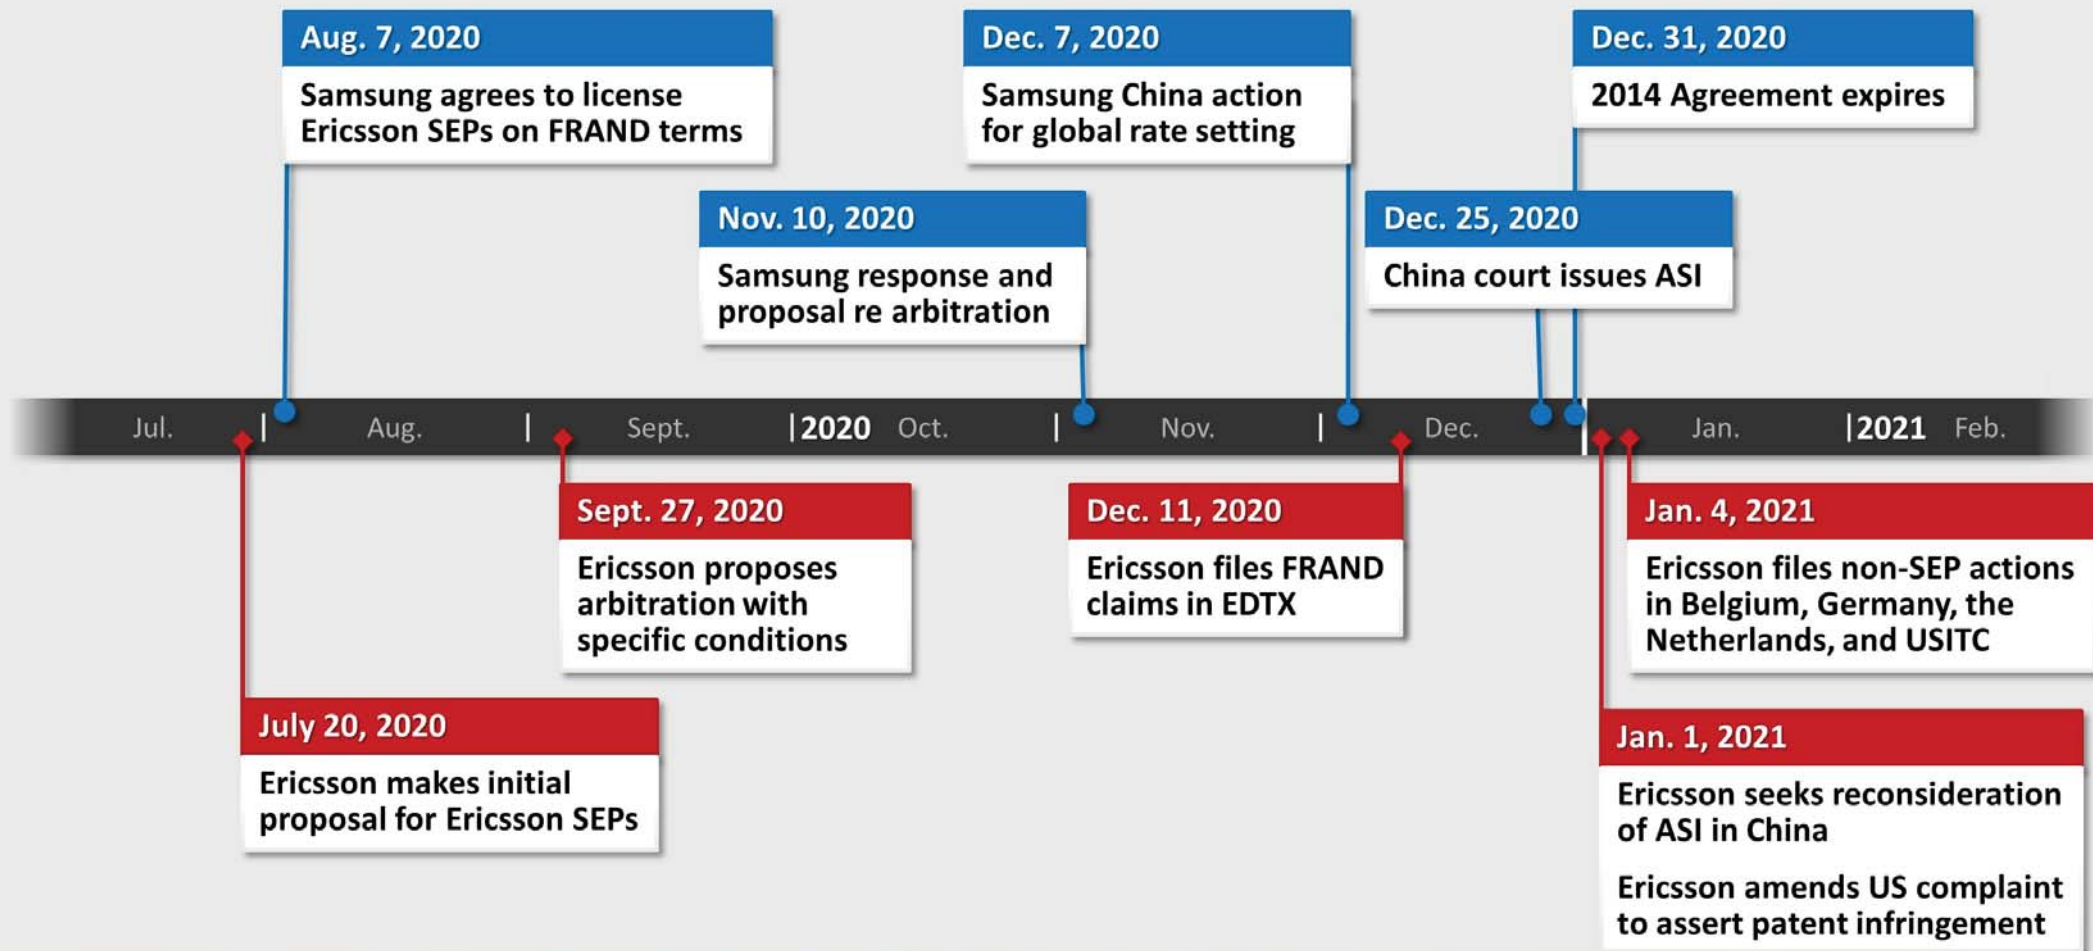 Aug. 7, 2020
Samsung agrees to license
Ericsson SEPs on FRAND terms
Dec. 7, 2020
Samsung China action
for global rate setting
Dec. 31, 2020
2014 Agreement expires
Nov. 10, 2020
Samsung response and
proposal re arbitration
Dec. 25, 2020
China court issues ASI
Jul. | Aug. | Sept. |2020 Oct. | Nov. | Dec. | Jan. |2021 Feb.
Sept. 27, 2020
Ericsson proposes
arbitration with
specific conditions
Dec. 11, 2020
Ericsson files FRAND
claims in EDTX
Jan. 4, 2021
Ericsson files non-SEP actions
in Belgium, Germany, the
Netherlands, and USITC
July 20, 2020
Ericsson makes initial
proposal for Ericsson SEPs
Jan. 1, 2021
Ericsson seeks reconsideration
of ASI in China
Ericsson amends US complaint
to assert patent infringement